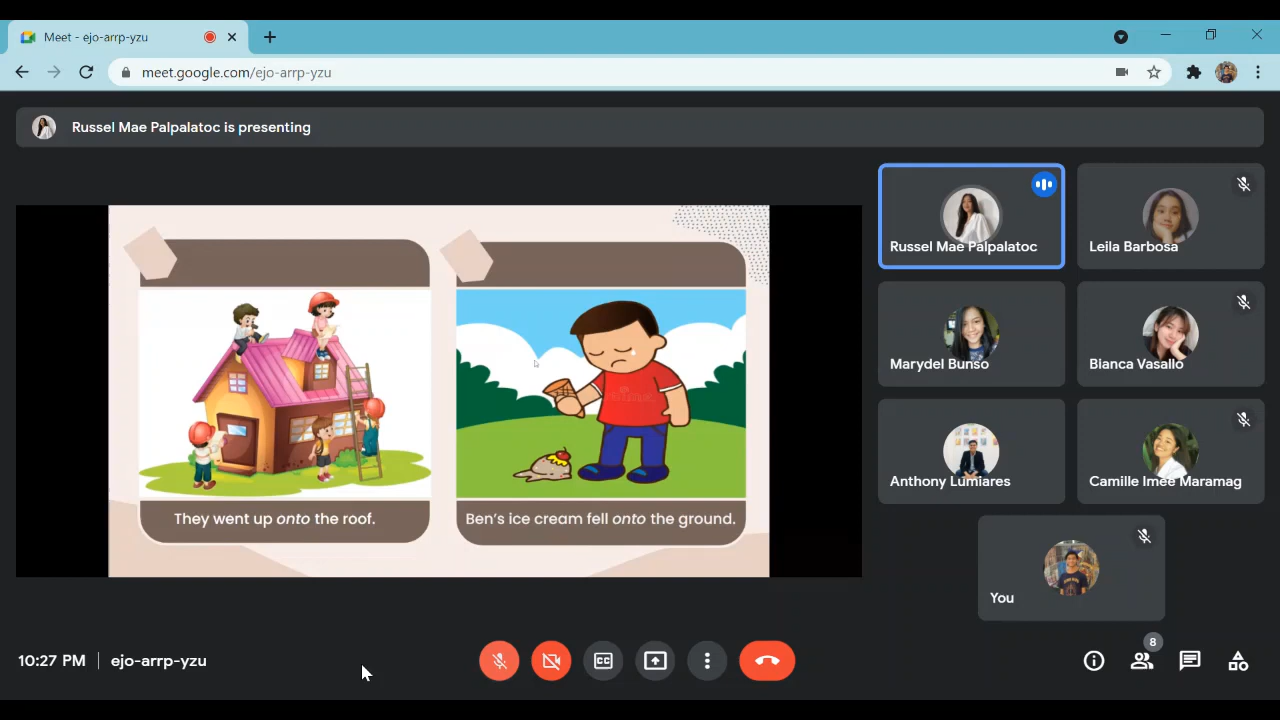 Meet - ejo-arrp-yzu
meet.google.com/ejo-arrp-yzu
Russel Mae Palpalatoc is presenting
They went up onto the roof.
Ben's ice cream fell onto the ground.
Russel Mae Palpalatoc
Leila Barbosa
Marydel Bunso
Bianca Vasallo
Anthony Lumiares
Camille Imee Maramag
You
10:27 PM | ejo-arrp-yzu
CC
8